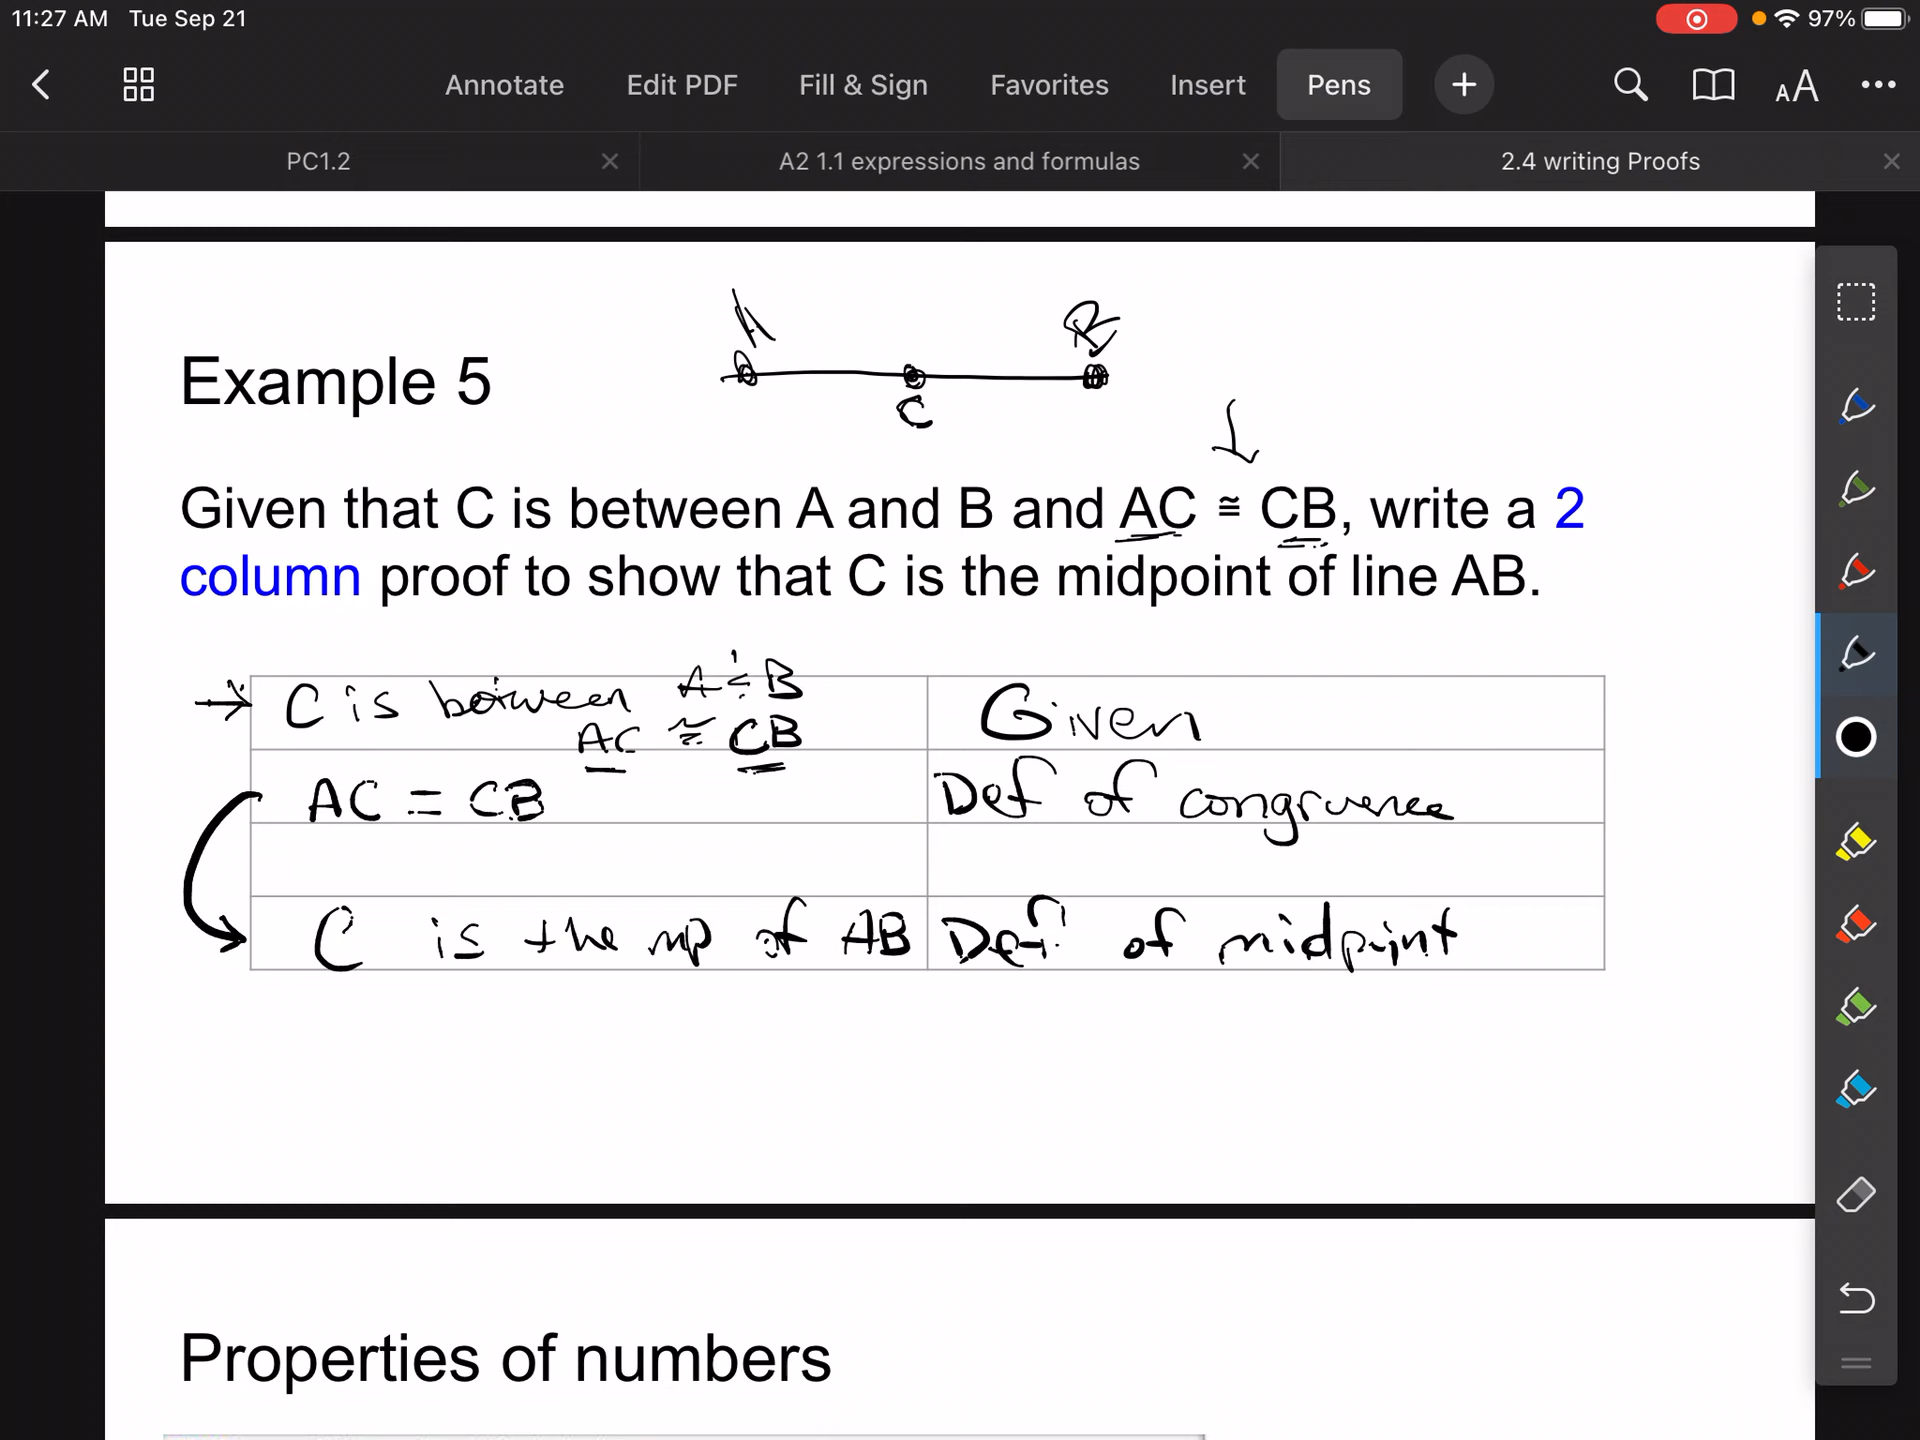 11:27 AM Tue Sep 21
97%
Annotate Edit PDF Fill & Sign Favorites Insert Pens
AA
PC1.2 A2 1.1 expressions and formulas 2.4 writing Proofs
A B
Example 5
C
Given that C is between A and B and AC ≅ CB, write a 2
column proof to show that C is the midpoint of line AB.
C is between A & B
AC ≅ CB
Given
AC = CB Def of congruence
C is the mp of AB Def. of midpoint
Properties of numbers